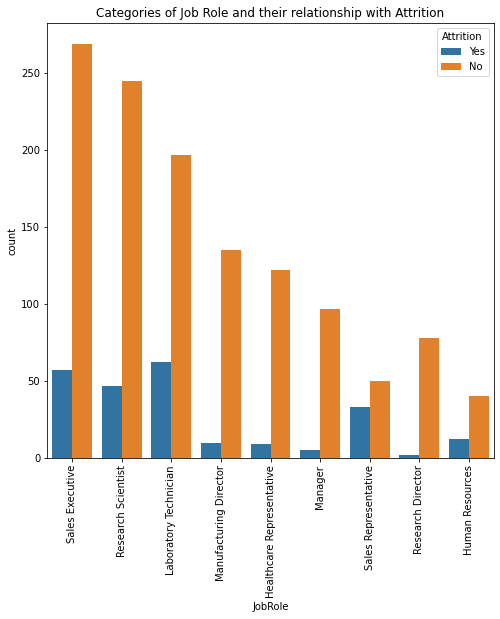 Categories of Job Role and their relationship with Attrition
Attrition
Yes
No
count
250
200
150
100
50
0
Sales Executive
Research Scientist
Laboratory Technician
Manufacturing Director
Healthcare Representative
Manager
Sales Representative
Research Director
Human Resources
JobRole